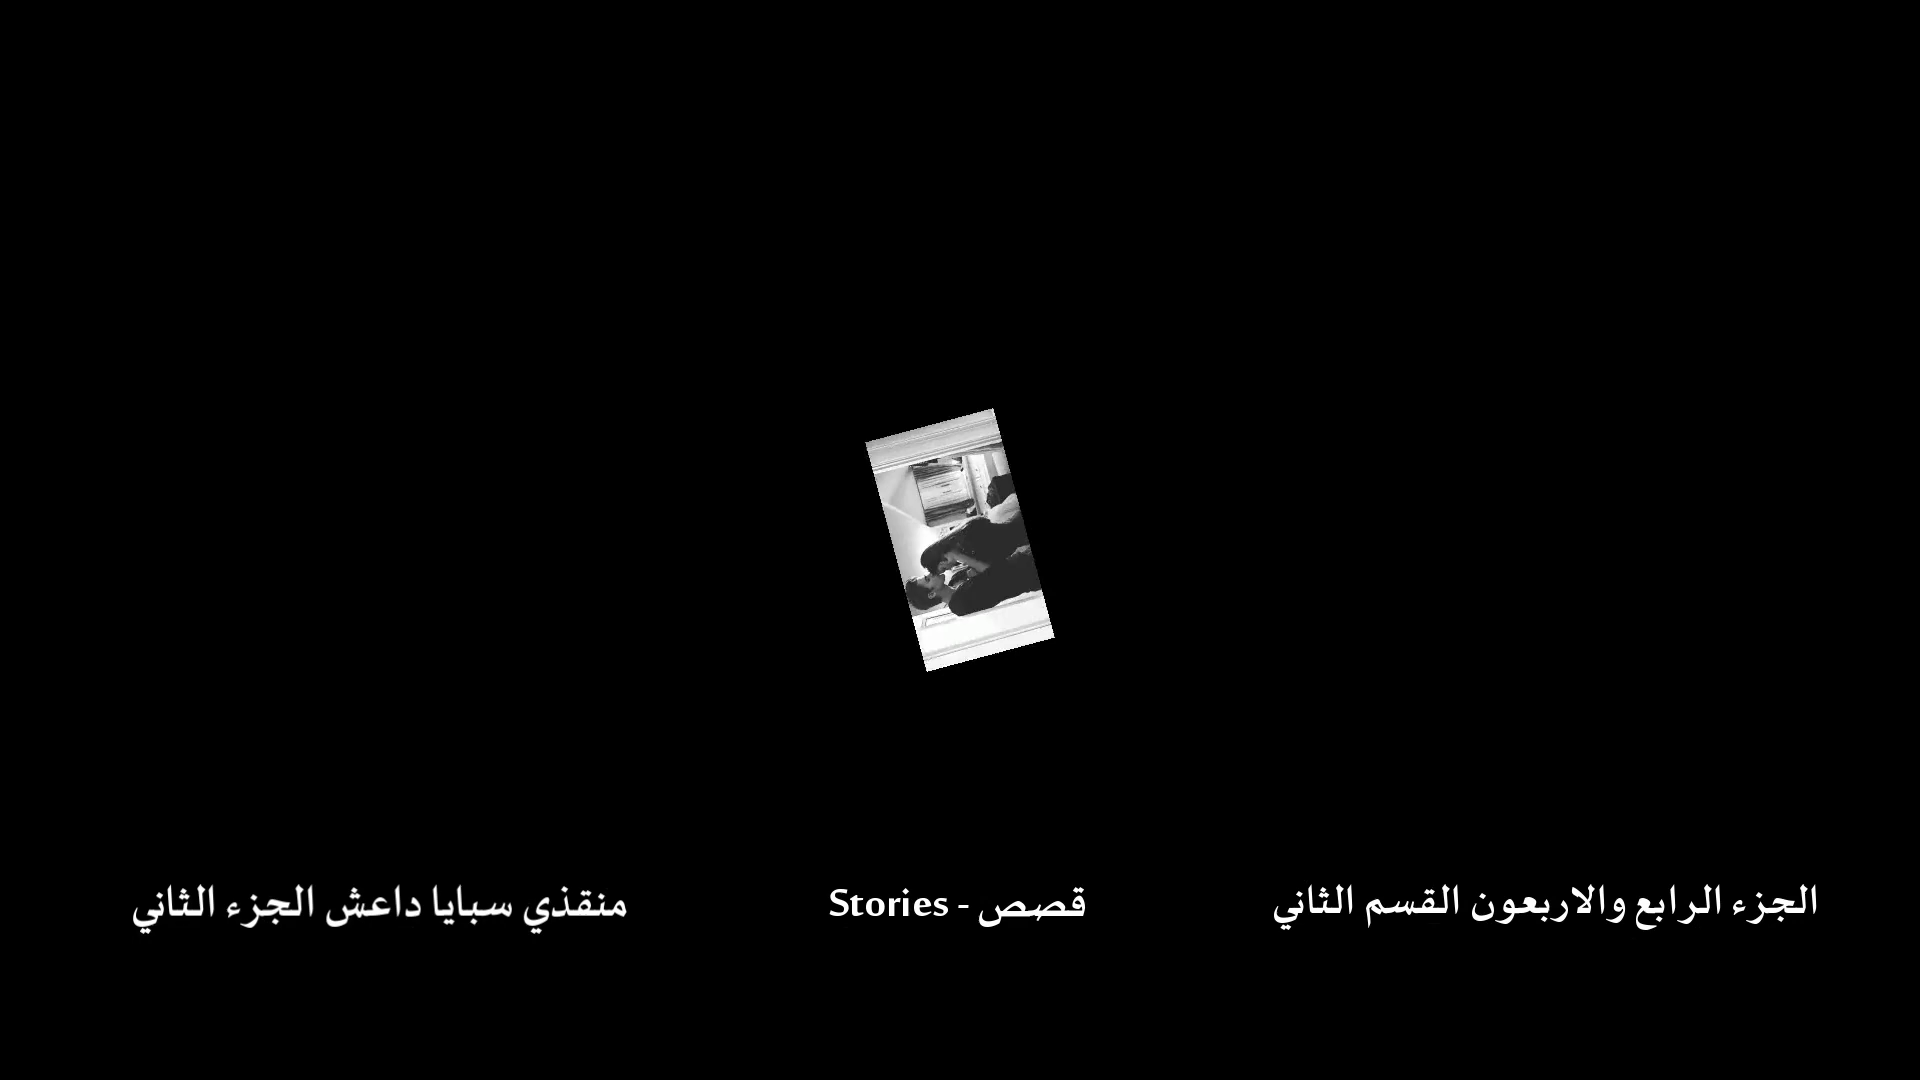 الجزء الرابع والاربعون القسم الثاني
قصص - Stories
منقذي سبايا داعش الجزء الثاني